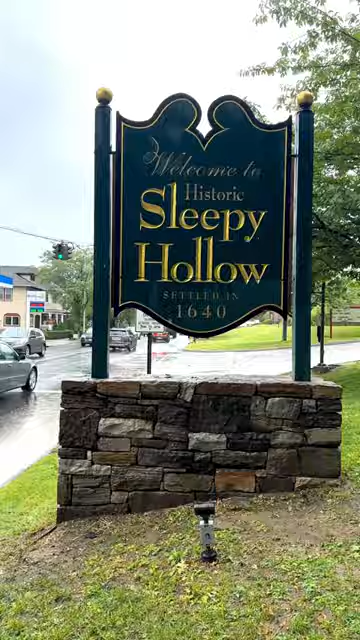 Welcome to
Historic
Sleepy
Hollow
SETTLED IN
1640